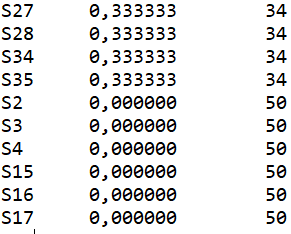 S27 0,333333 34
S28 0,333333 34
S34 0,333333 34
S35 0,333333 34
S2 0,000000 50
S3 0,000000 50
S4 0,000000 50
S15 0,000000 50
S16 0,000000 50
S17 0,000000 50